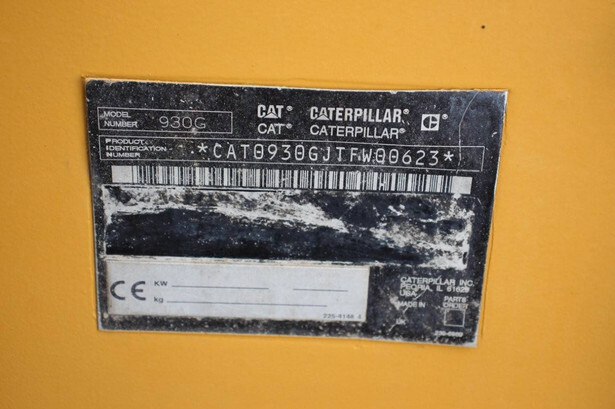 MODEL NUMBER 930G CAT® CATERPILLAR®
CAT® CATERPILLAR®
PRODUCT IDENTIFICATION NUMBER *CAT0930GJTFW00623*
CE KW
kg
CATERPILLAR INC.
PEORIA, IL 61629
USA
MADE IN PARTS ORDER
UK